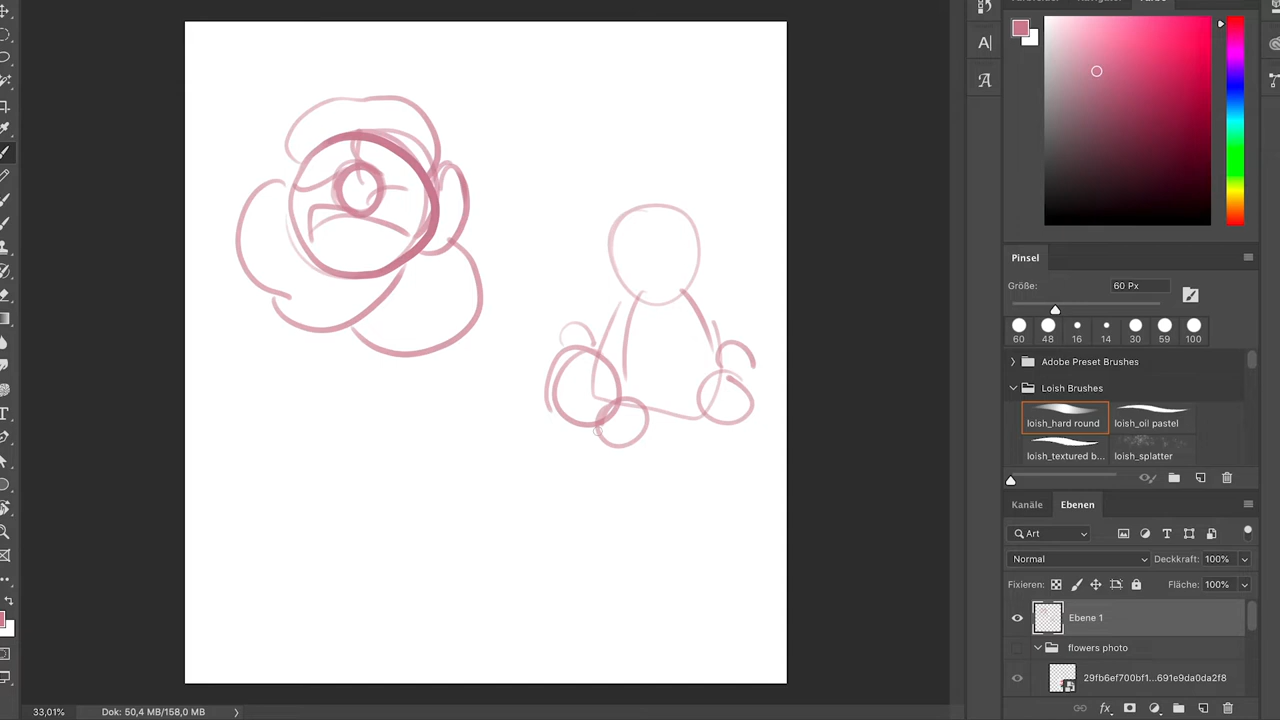 Pinsel
Größe:
60 Px
60 48 16 14 30 59 100
Adobe Preset Brushes
Loish Brushes
loish_hard round
loish_oil pastel
loish_textured b...
loish_splatter
Kanäle
Ebenen
Art
Normal
Deckkraft: 100%
Fixieren:
Fläche: 100%
Ebene 1
flowers photo
29fb6ef700bf1...691e9da0da2f8
33,01%
Dok: 50,4 MB/158,0 MB